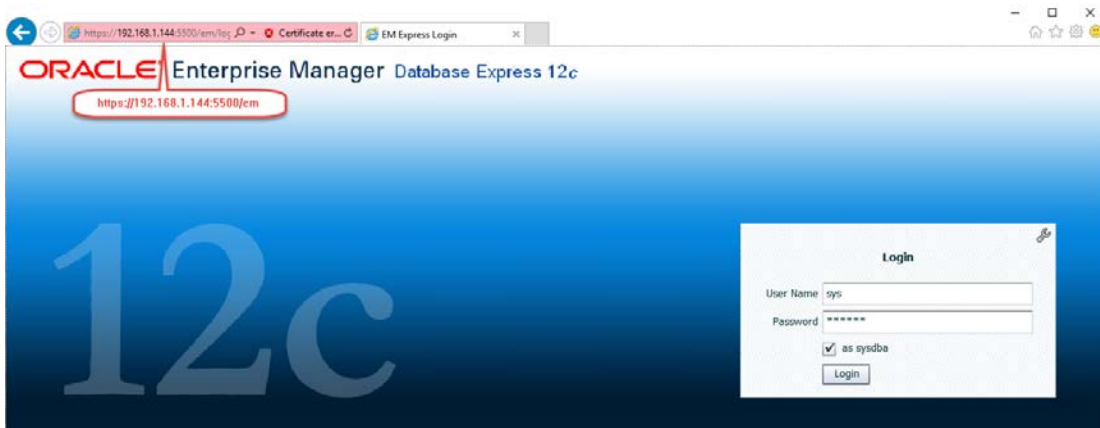 https://192.168.1.144:5500/em/log
Certificate er...
EM Express Login
ORACLE Enterprise Manager Database Express 12c
https://192.168.1.144:5500/em
12c
Login
User Name sys
Password ******
as sysdba
Login